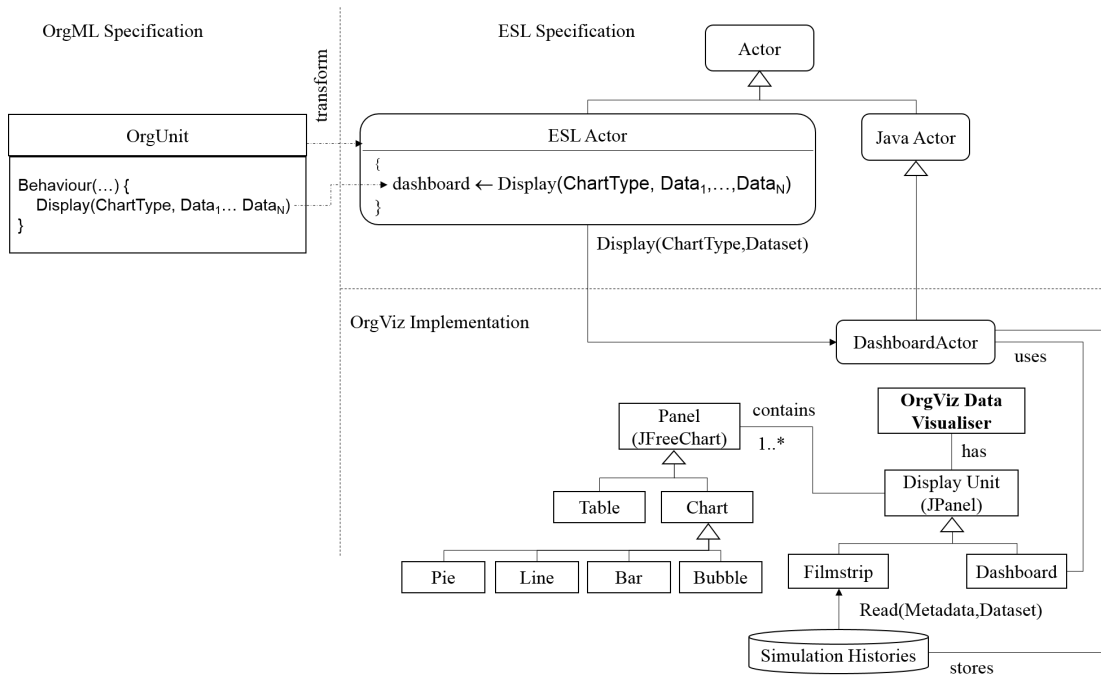 OrgML Specification
ESL Specification
transform
Actor
OrgUnit
Behaviour(…) {
Display(ChartType, Data1… DataN)
}
ESL Actor
{
dashboard ← Display(ChartType, Data1,…,DataN)
}
Java Actor
Display(ChartType,Dataset)
OrgViz Implementation
DashboardActor
uses
OrgViz Data
Visualiser
has
Panel
(JFreeChart)
contains
1..*
Display Unit
(JPanel)
Table
Chart
Pie
Line
Bar
Bubble
Filmstrip
Dashboard
Read(Metadata,Dataset)
Simulation Histories
stores